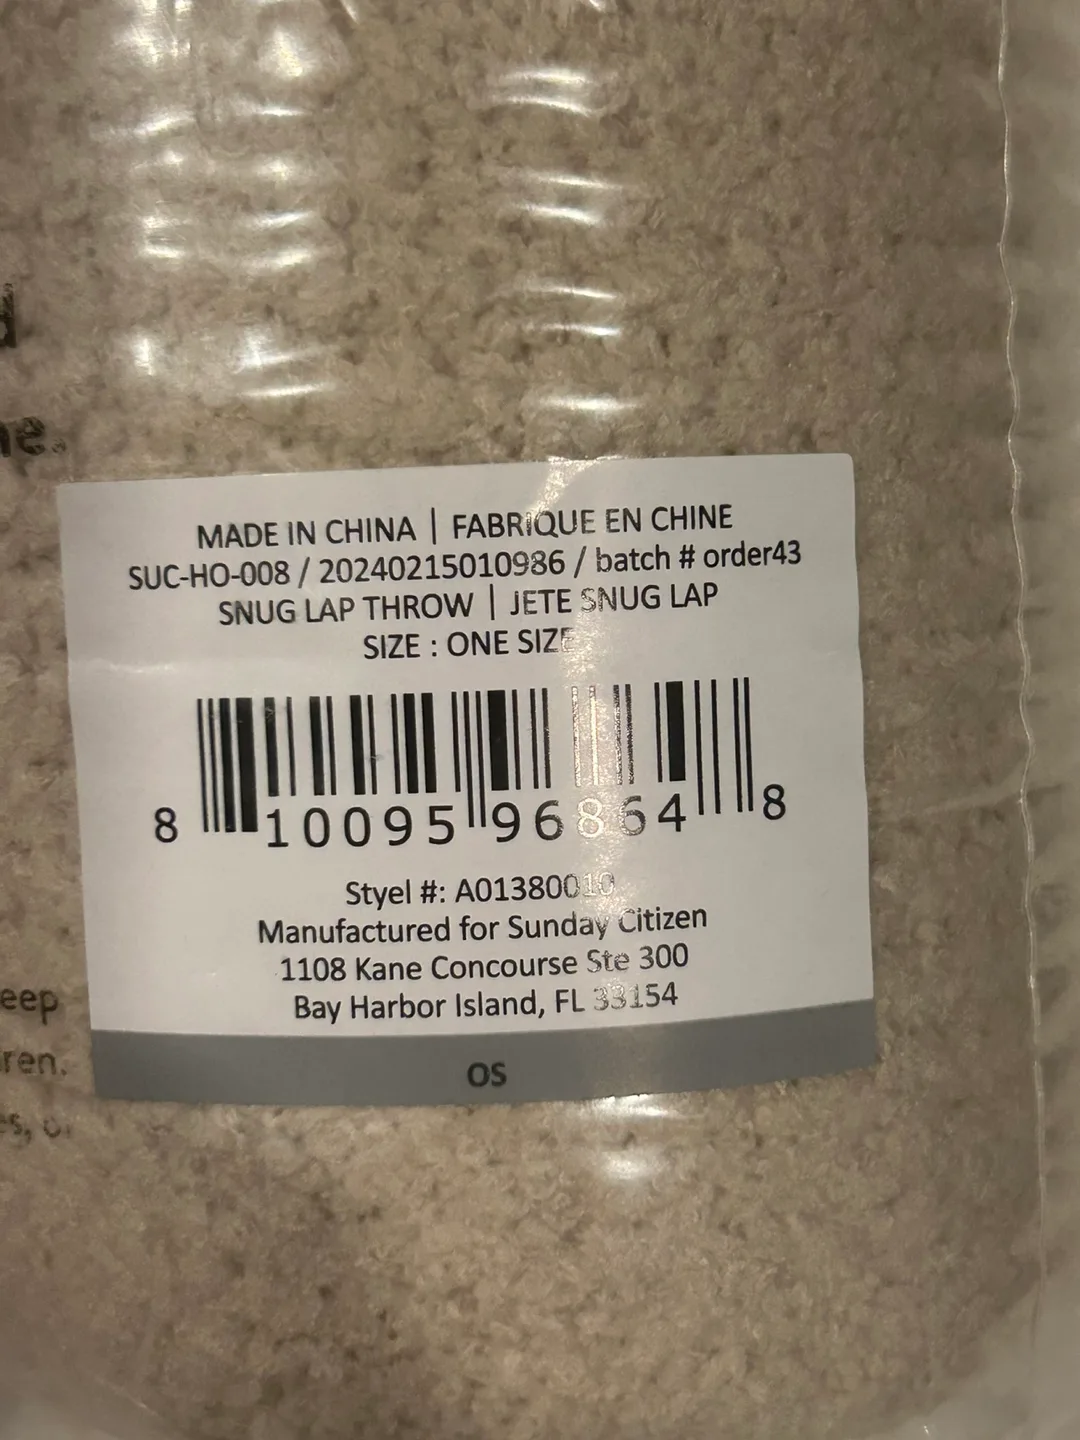 MADE IN CHINA | FABRIQUE EN CHINE
SUC-HO-008 / 20240215010986 / batch # order43
SNUG LAP THROW | JETE SNUG LAP
SIZE : ONE SIZE
8 10095 96864 8
Styel #: A01380010
Manufactured for Sunday Citizen
1108 Kane Concourse Ste 300
Bay Harbor Island, FL 33154
OS